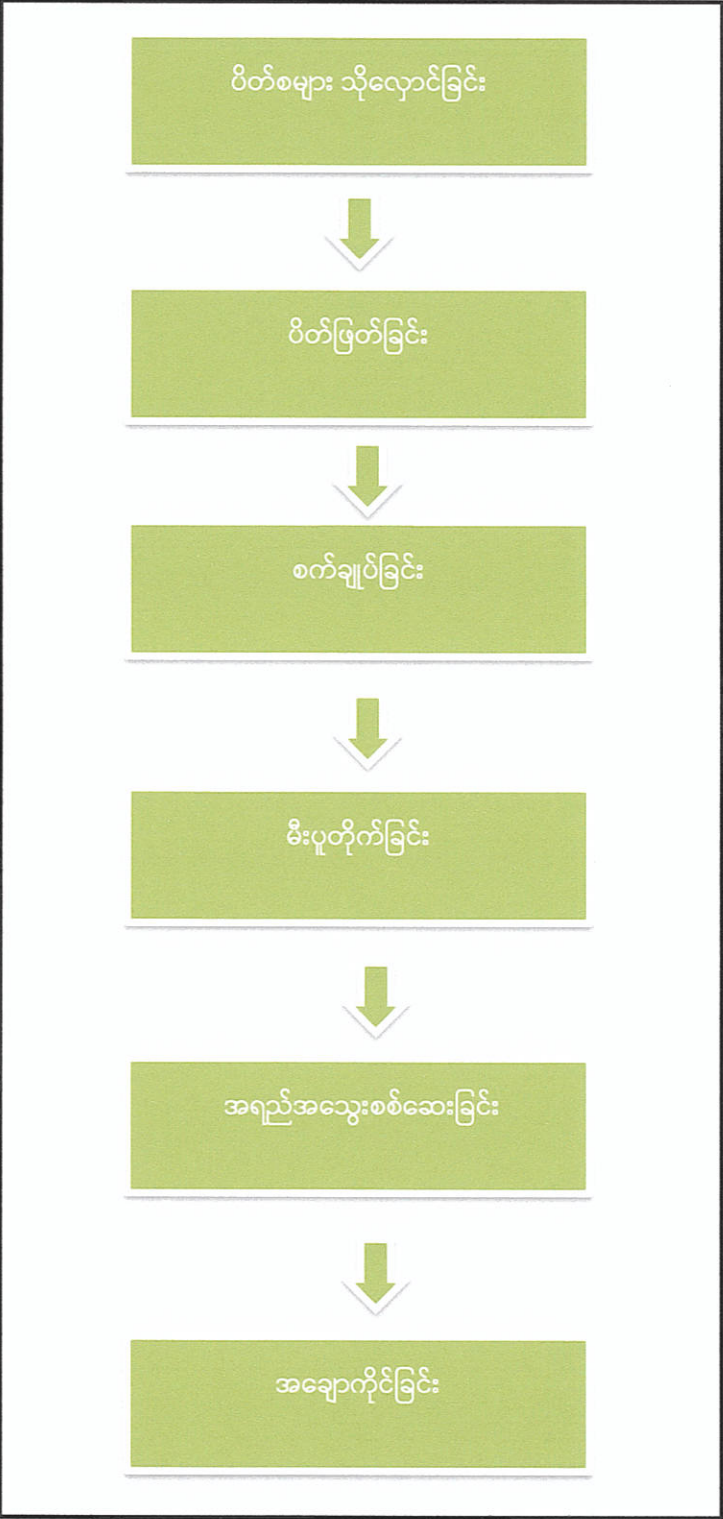 ပိတ်စများ သိုလှောင်ခြင်း
ပိတ်ဖြတ်ခြင်း
စက်ချုပ်ခြင်း
မီးပူတိုက်ခြင်း
အရည်အသွေးစစ်ဆေးခြင်း
အချောကိုင်ခြင်း